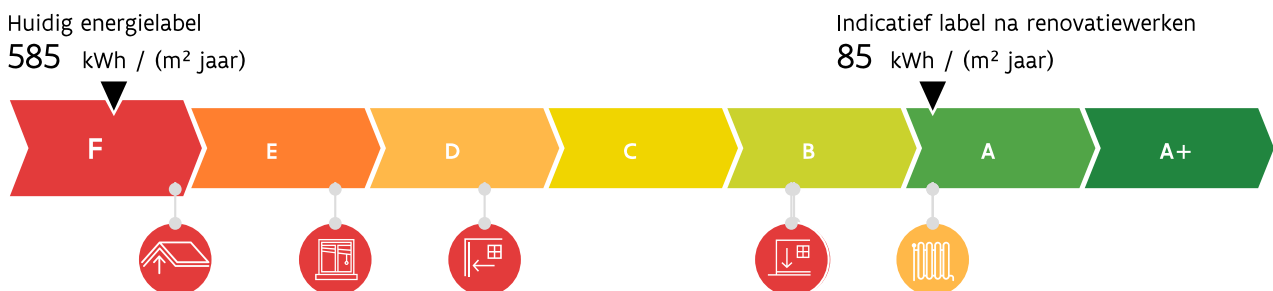 Huidig energielabel
585 kWh / (m² jaar)
Indicatief label na renovatiewerken
85 kWh / (m² jaar)
F E D C B A A+